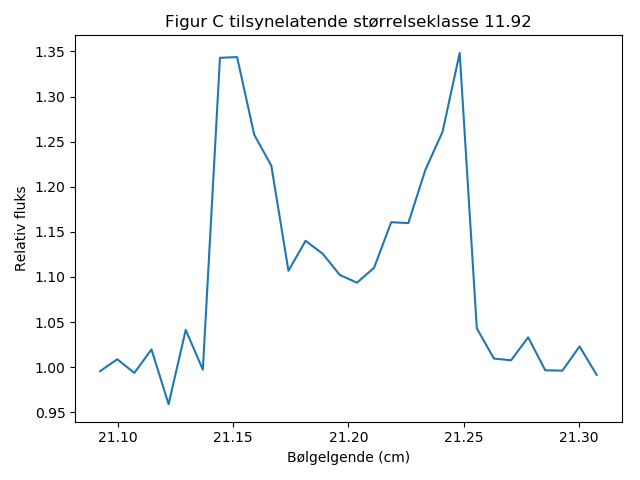 Figur C tilsynelatende størrelseklasse 11.92
Relativ fluks
1.35
1.30
1.25
1.20
1.15
1.10
1.05
1.00
0.95
21.10 21.15 21.20 21.25 21.30
Bølgelgende (cm)